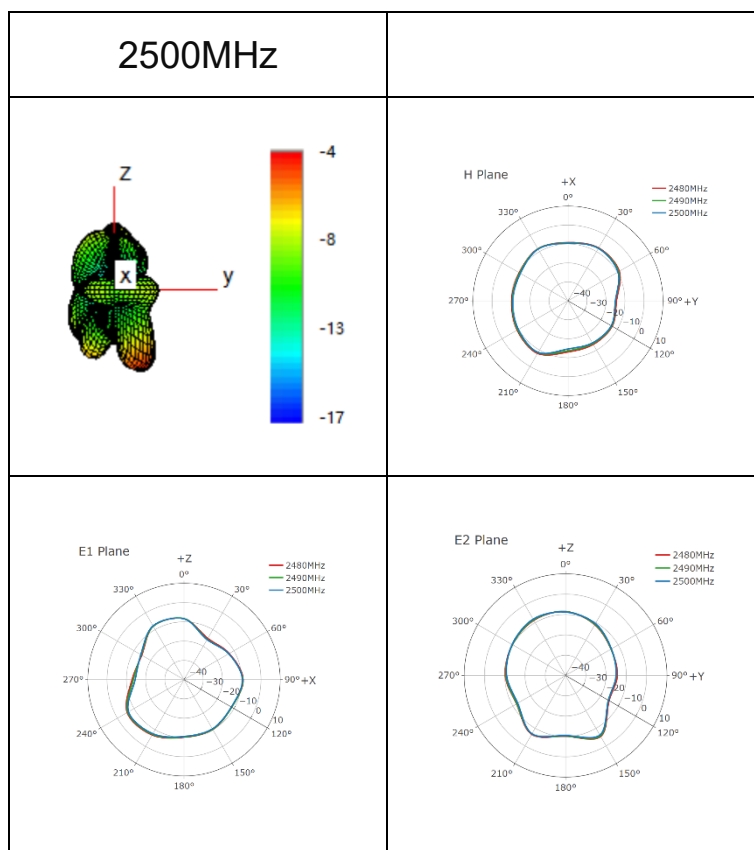 2500MHz
Z
x
y
-4
-8
-13
-17
H Plane
+X
0°
30°
60°
90°+Y
120°
150°
180°
210°
240°
270°
300°
330°
2480MHz
2490MHz
2500MHz
−40
−30
−20
−10
0
10
E1 Plane
+Z
0°
30°
60°
90°+X
120°
150°
180°
210°
240°
270°
300°
330°
2480MHz
2490MHz
2500MHz
−40
−30
−20
−10
0
10
E2 Plane
+Z
0°
30°
60°
90°+Y
120°
150°
180°
210°
240°
270°
300°
330°
2480MHz
2490MHz
2500MHz
−40
−30
−20
−10
0
10